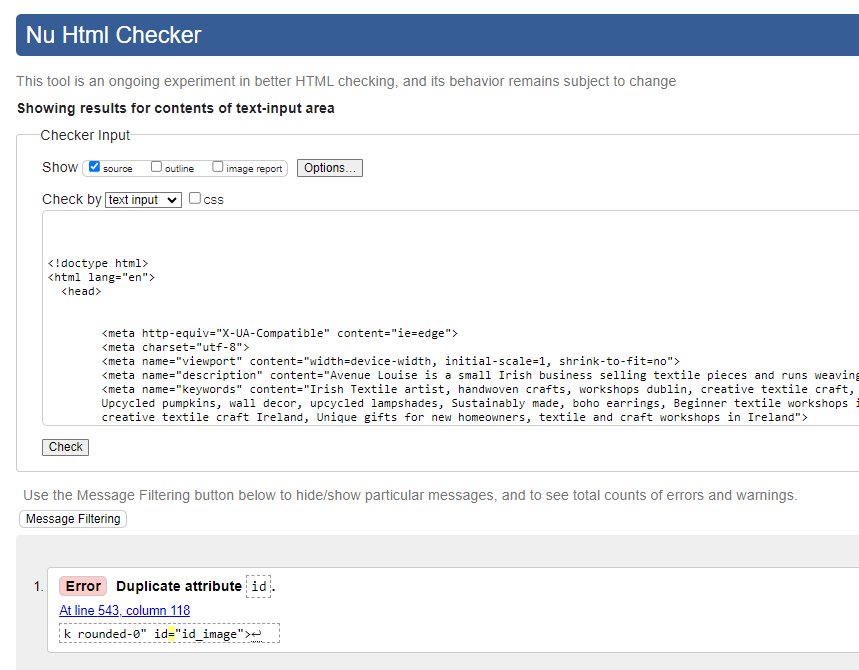 Nu Html Checker
This tool is an ongoing experiment in better HTML checking, and its behavior remains subject to change
Showing results for contents of text-input area
Checker Input
Show source outline image report Options...
Check by text input css
<!doctype html>
<html lang="en">
<head>
<meta http-equiv="X-UA-Compatible" content="ie=edge">
<meta charset="utf-8">
<meta name="viewport" content="width=device-width, initial-scale=1, shrink-to-fit=no">
<meta name="description" content="Avenue Louise is a small Irish business selling textile pieces and runs weaving
<meta name="keywords" content="Irish Textile artist, handwoven crafts, workshops dublin, creative textile craft,
Upcycled pumpkins, wall decor, upcycled lampshades, Sustainably made, boho earrings, Beginner textile workshops i
creative textile craft Ireland, Unique gifts for new homeowners, textile and craft workshops in Ireland">
Check
Use the Message Filtering button below to hide/show particular messages, and to see total counts of errors and warnings.
Message Filtering
1. Error Duplicate attribute id.
At line 543, column 118
k rounded-0" id="id_image">↩